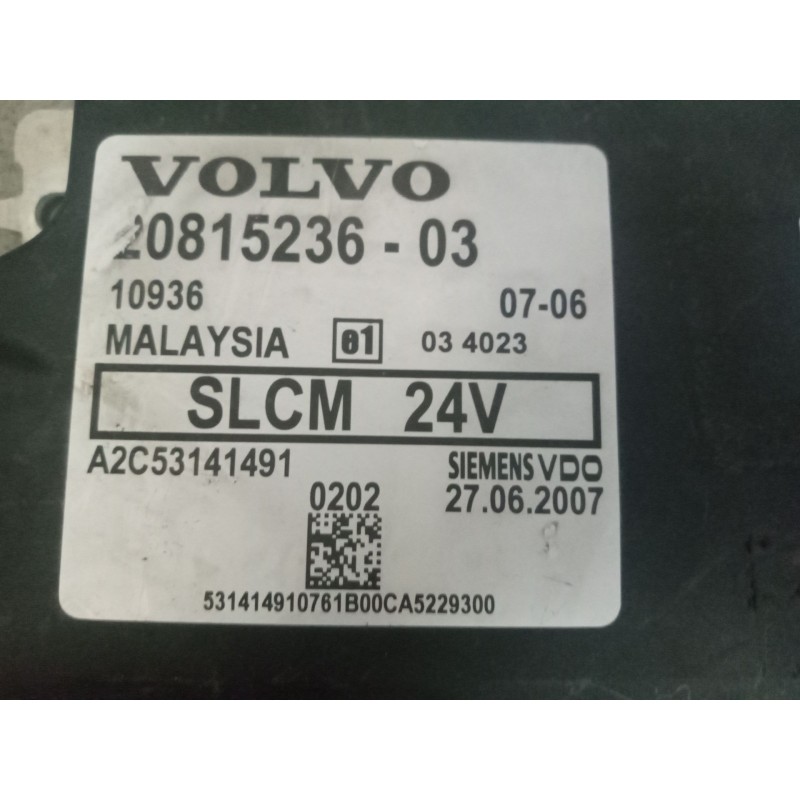 VOLVO
20815236 - 03
10936 07-06
MALAYSIA e1 03 4023
SLCM 24V
A2C53141491 SIEMENS VDO
0202 27.06.2007
531414910761B00CA5229300